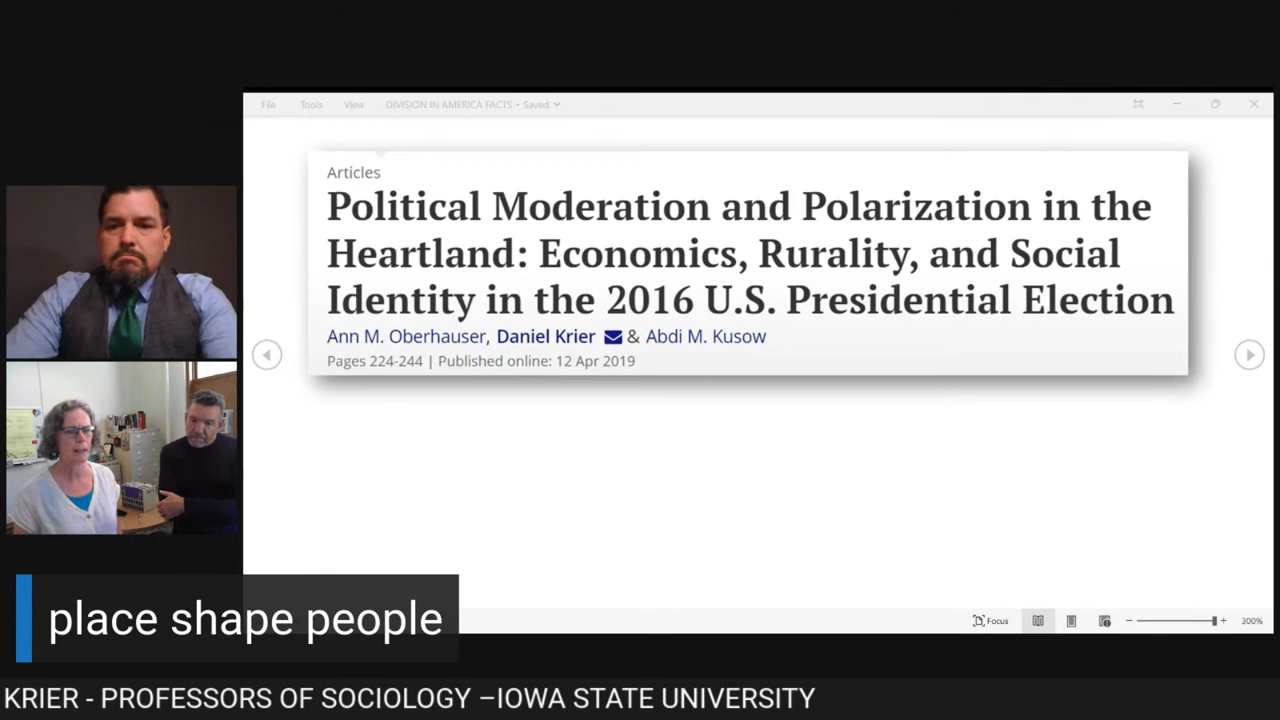 File Tools View DIVISION IN AMERICA FACTS • Saved
Articles
Political Moderation and Polarization in the
Heartland: Economics, Rurality, and Social
Identity in the 2016 U.S. Presidential Election
Ann M. Oberhauser, Daniel Krier & Abdi M. Kusow
Pages 224-244 | Published online: 12 Apr 2019
place shape people
Focus 300%
KRIER - PROFESSORS OF SOCIOLOGY –IOWA STATE UNIVERSITY